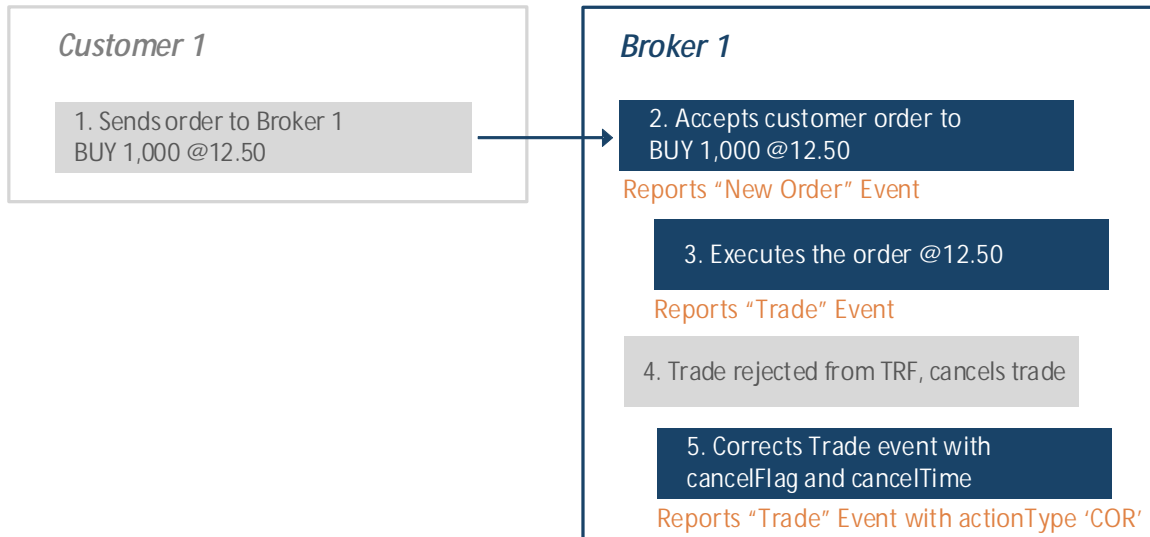 Customer 1
1. Sends order to Broker 1
BUY 1,000 @12.50
Broker 1
2. Accepts customer order to
BUY 1,000 @12.50
Reports “New Order” Event
3. Executes the order @12.50
Reports “Trade” Event
4. Trade rejected from TRF, cancels trade
5. Corrects Trade event with
cancelFlag and cancelTime
Reports “Trade” Event with actionType ‘COR’